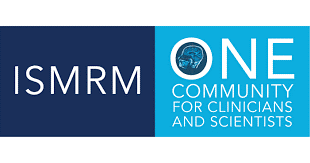 ISMRM
ONE
COMMUNITY
FOR CLINICIANS
AND SCIENTISTS